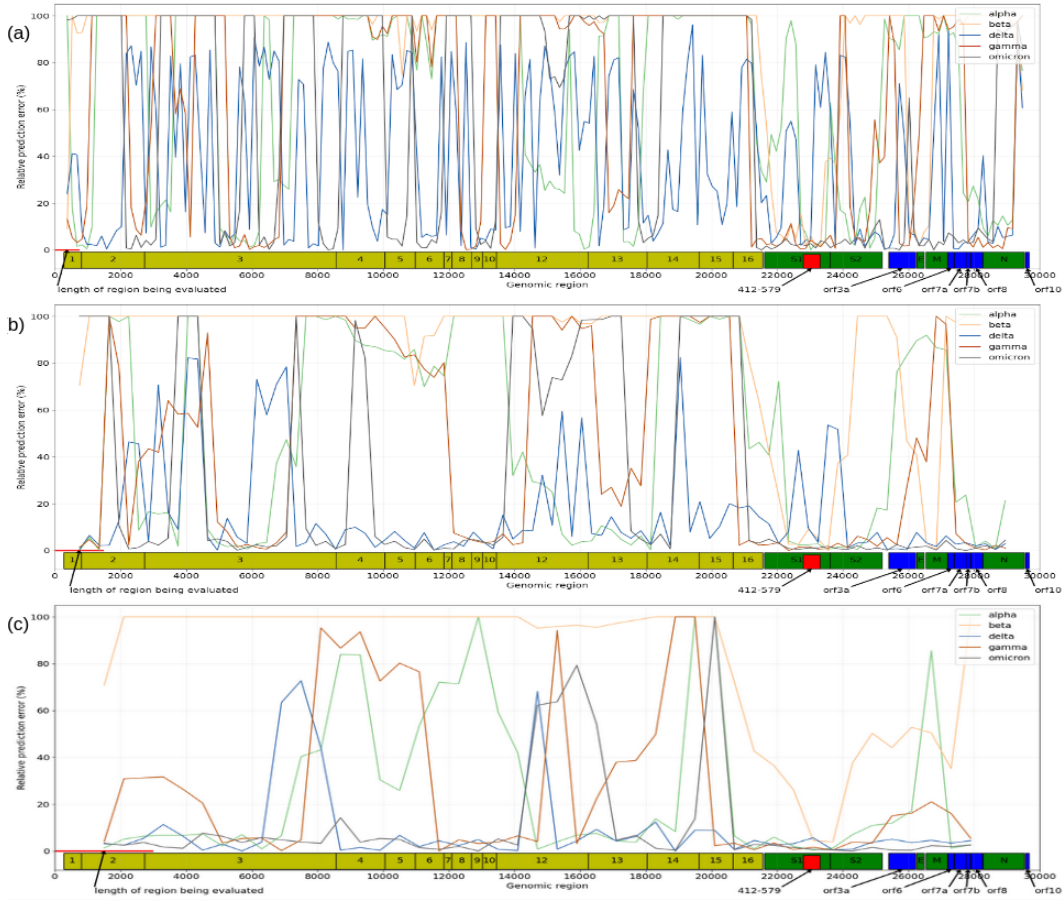 (a)
100
80
60
40
20
0
Relative prediction error (%)
alpha
beta
delta
gamma
omicron
1 2 3 4 5 6 7 8 9 10 12 13 14 15 16 S1 S2 E M N
0 2000 4000 6000 8000 10000 12000 14000 16000 18000 20000 22000 24000 26000 28000 30000
Genomic region
length of region being evaluated
412-579 orf3a orf6 orf7a orf7b orf8 orf10
b)
100
80
60
40
20
0
Relative prediction error (%)
alpha
beta
delta
gamma
omicron
1 2 3 4 5 6 7 8 9 10 12 13 14 15 16 S1 S2 E M N
0 2000 4000 6000 8000 10000 12000 14000 16000 18000 20000 22000 24000 26000 28000 30000
Genomic region
length of region being evaluated
412-579 orf3a orf6 orf7a orf7b orf8 orf10
(c)
100
80
60
40
20
0
Relative prediction error (%)
alpha
beta
delta
gamma
omicron
1 2 3 4 5 6 7 8 9 10 12 13 14 15 16 S1 S2 E M N
0 2000 4000 6000 8000 10000 12000 14000 16000 18000 20000 22000 24000 26000 28000 30000
Genomic region
length of region being evaluated
412-579 orf3a orf6 orf7a orf7b orf8 orf10